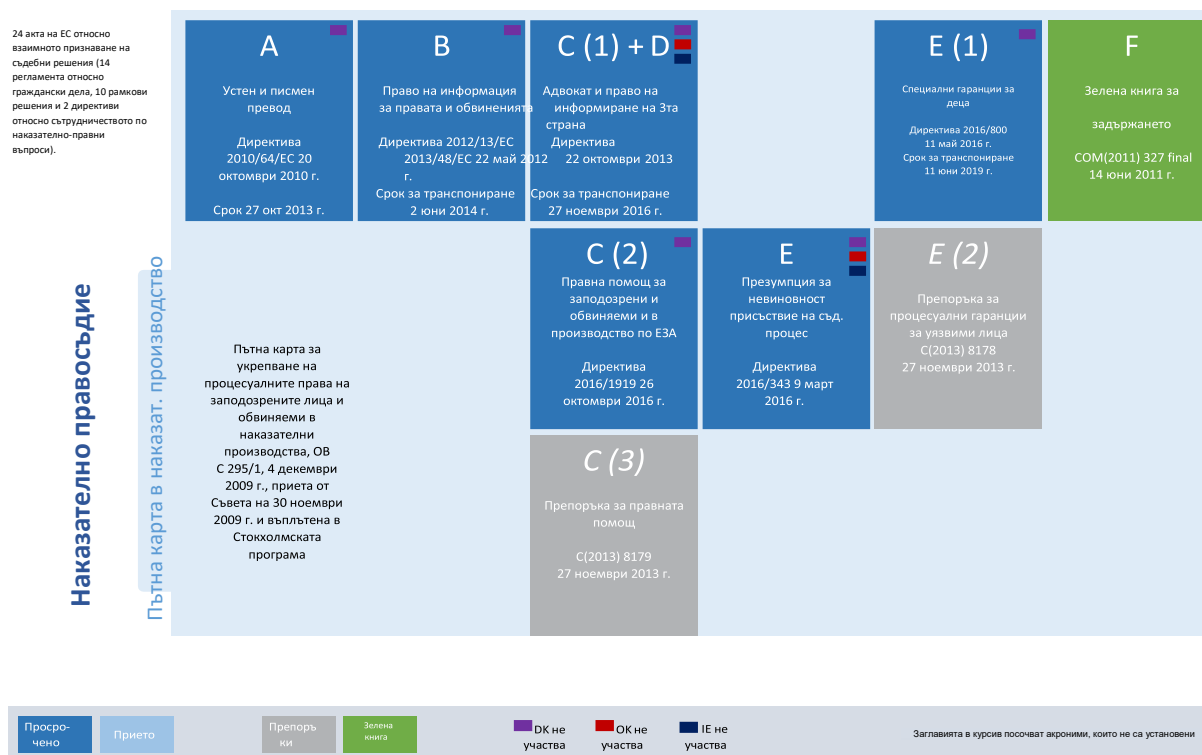 24 акта на ЕС относно
взаимното признаване на
съдебни решения (14
регламента относно
граждански дела, 10 рамкови
решения и 2 директиви
относно сътрудничеството по
наказателно-правни
въпроси).
Наказателно правосъдие
Пътна карта в наказат. производство
A
Устен и писмен
превод
Директива
2010/64/ЕС 20
октомври 2010 г.
Срок 27 окт 2013 г.
B
Право на информация
за правата и обвиненията
Директива 2012/13/ЕС
2013/48/ЕС 22 май 2012
г.
Срок за транспониране
2 юни 2014 г.
C (1) + D
Адвокат и право на
информиране на 3та
страна
Директива
22 октомври 2013
Срок за транспониране
27 ноември 2016 г.
E (1)
Специални гаранции за
деца
Директива 2016/800
11 май 2016 г.
Срок за транспониране
11 юни 2019 г.
F
Зелена книга за
задържането
COM(2011) 327 final
14 юни 2011 г.
C (2)
Правна помощ за
заподозрени и
обвиняеми и в
производство по ЕЗА
Директива
2016/1919 26
октомври 2016 г.
E
Презумпция за
невиновност
присъствие на съд.
процес
Директива
2016/343 9 март
2016 г.
E (2)
Препоръка за
процесуални гаранции
за уязвими лица
C(2013) 8178
27 ноември 2013 г.
Пътна карта за
укрепване на
процесуалните права на
заподозрените лица и
обвиняеми в
наказателни
производства, ОВ
C 295/1, 4 декември
2009 г., приета от
Съвета на 30 ноември
2009 г. и въплътена в
Стокхолмската
програма
C (3)
Препоръка за правната
помощ
C(2013) 8179
27 ноември 2013 г.
Просро-
чено
Прието
Препоръ
ки
Зелена
книга
DK не
участва
ОК не
участва
IE не
участва
Заглавията в курсив посочват акроними, които не са установени